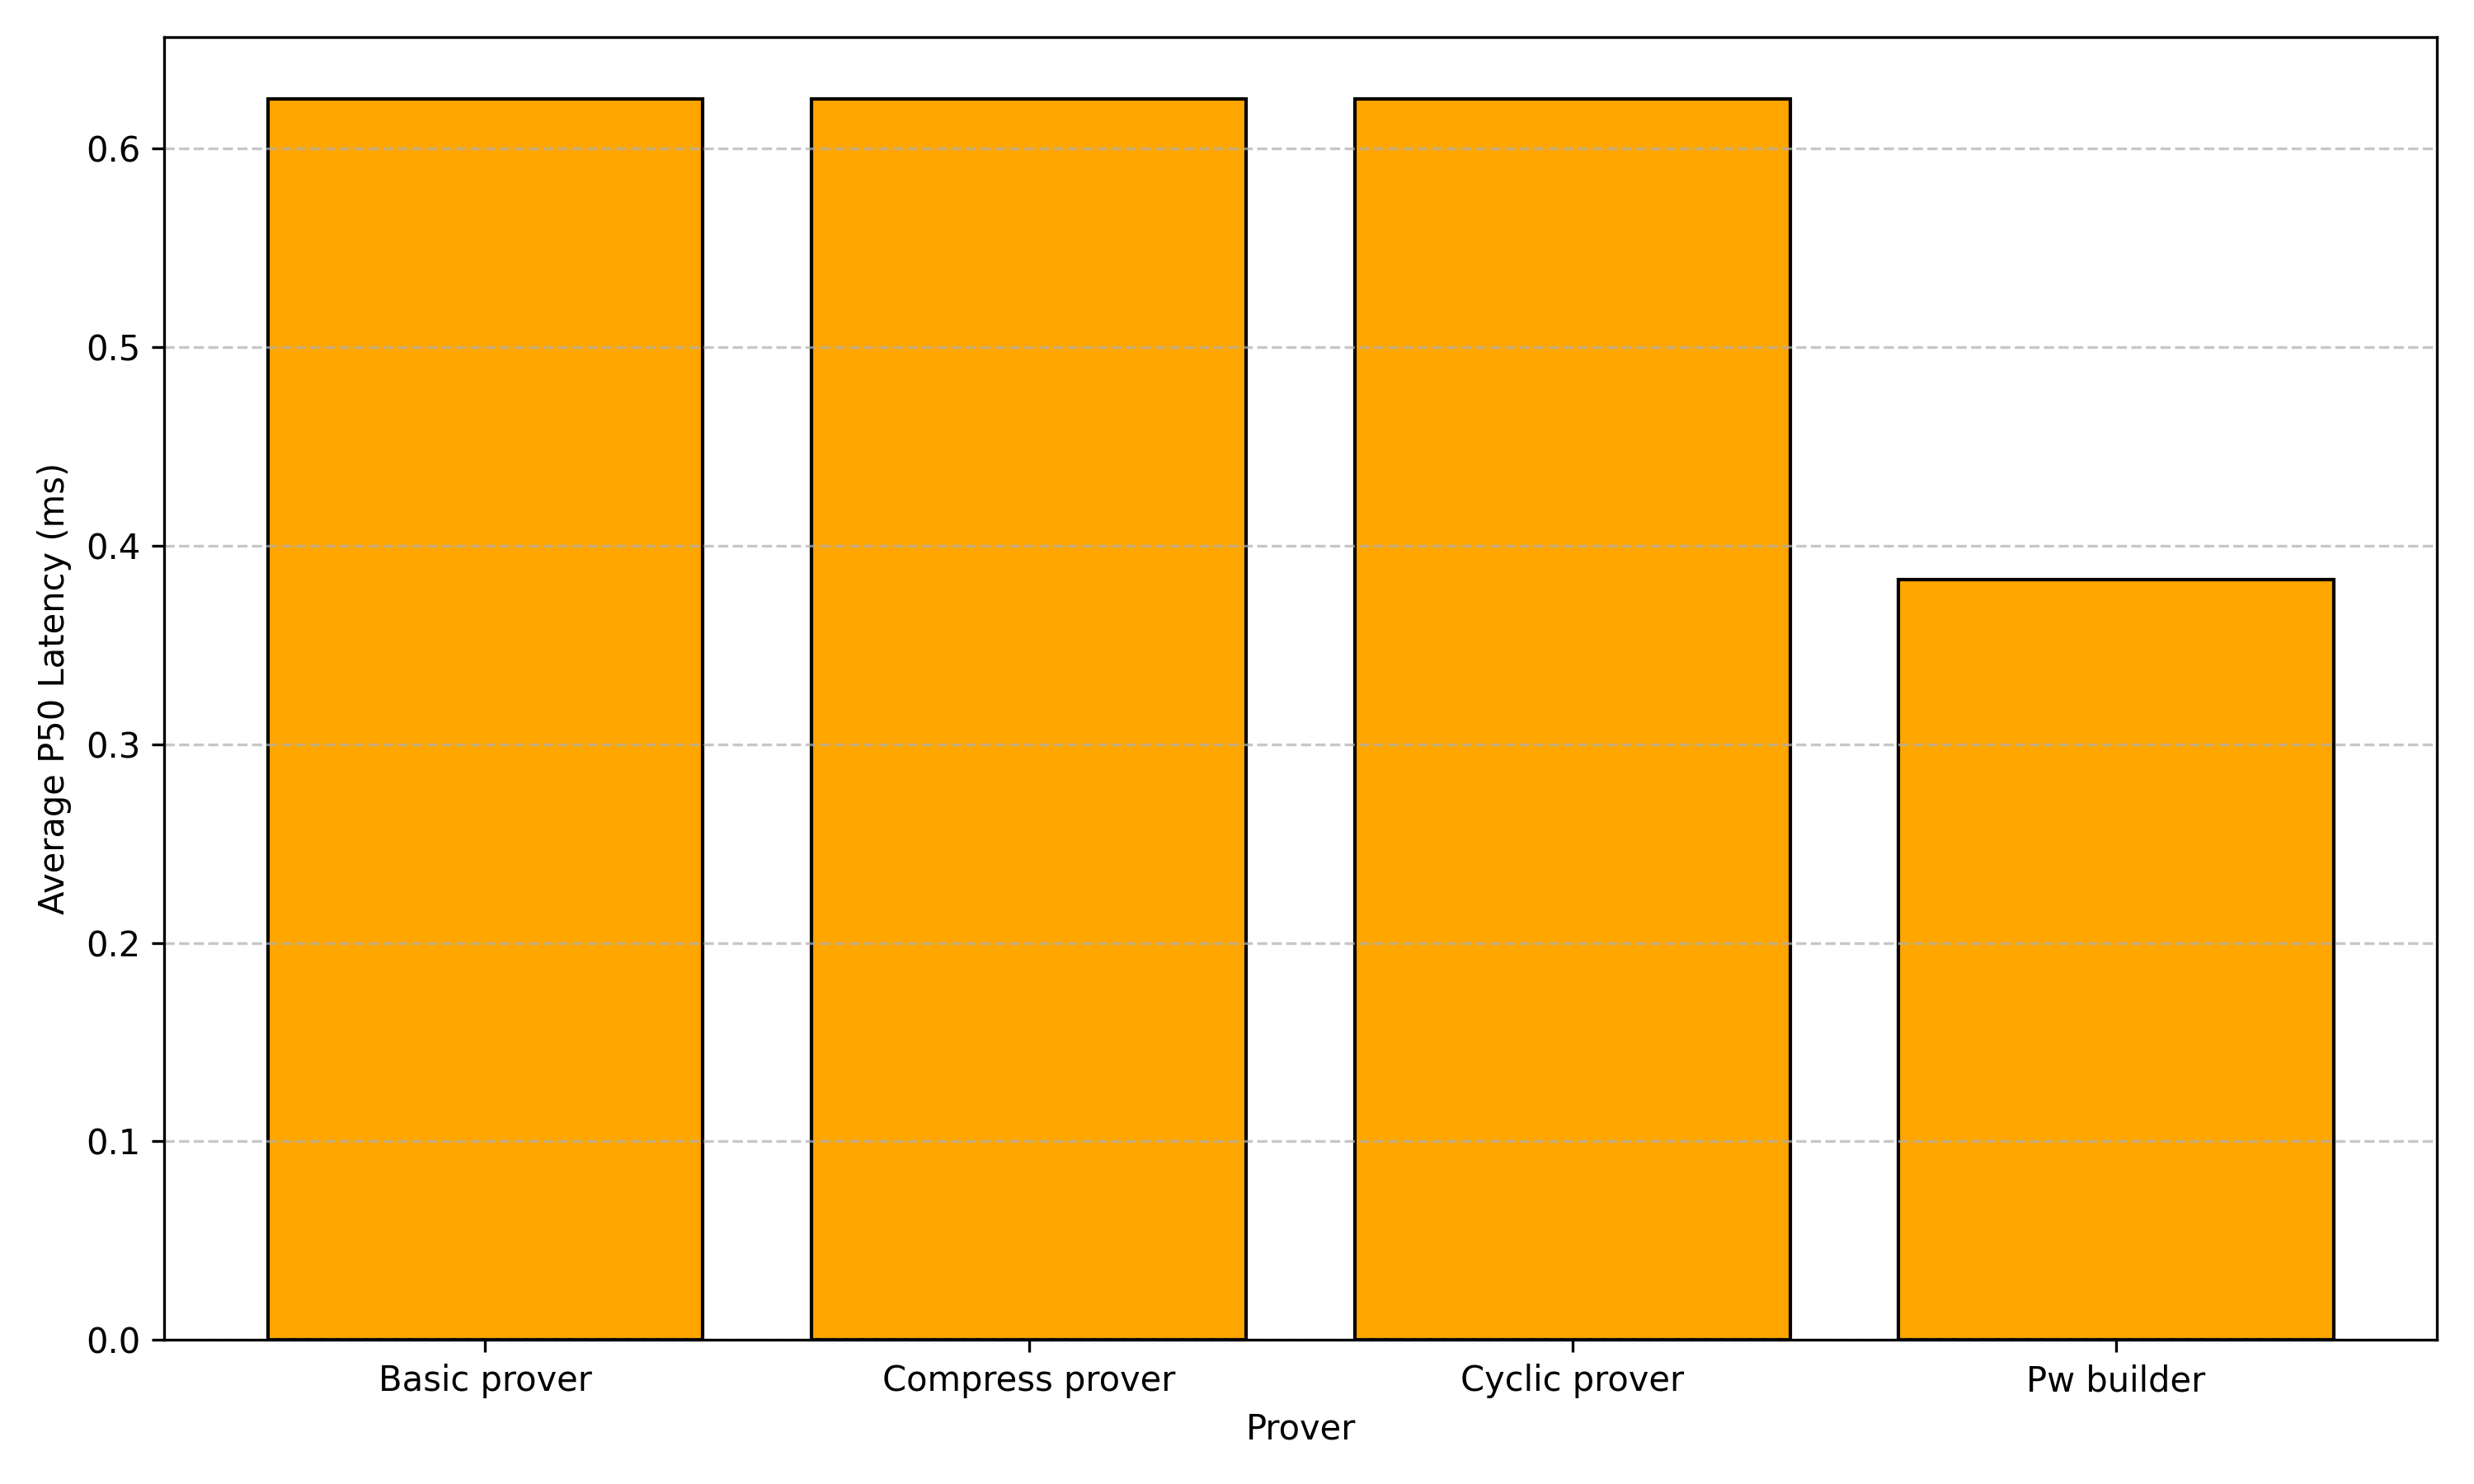 Average P50 Latency (ms)
0.6
0.5
0.4
0.3
0.2
0.1
0.0
Basic prover
Compress prover
Cyclic prover
Pw builder
Prover